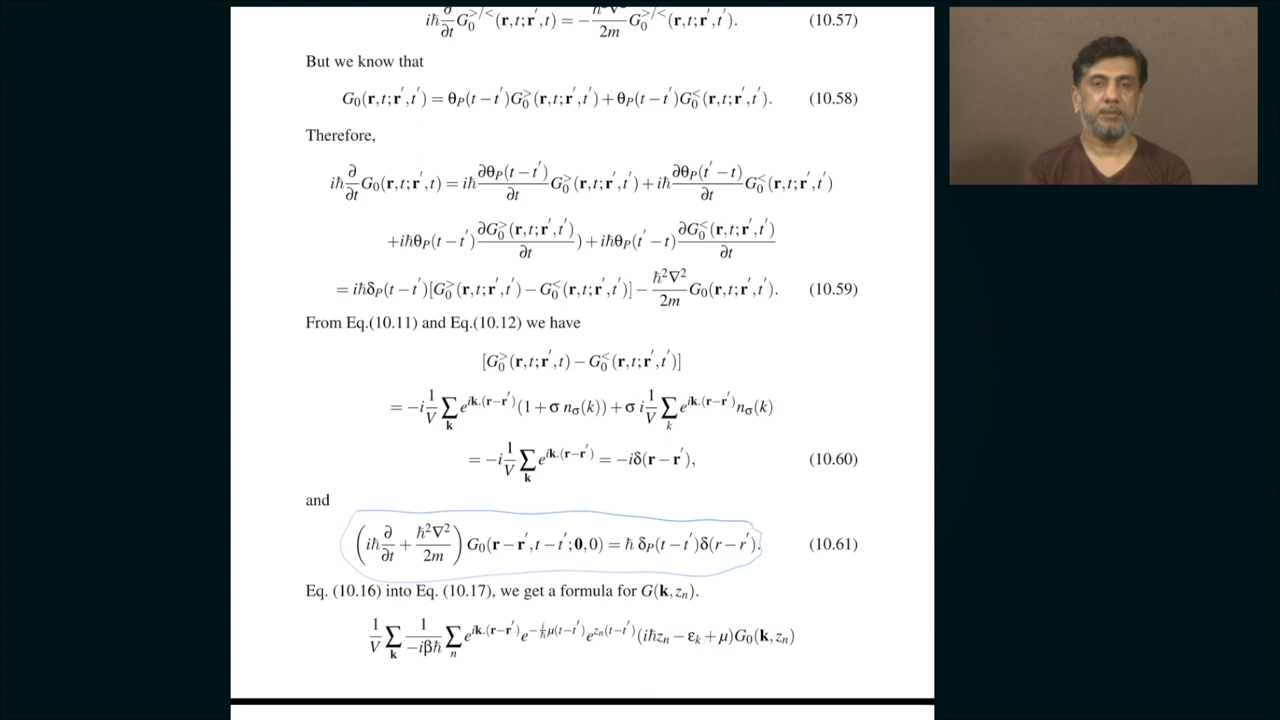 iħ ∂/∂t G₀^{>/<}(r,t;r′,t) = −ħ²∇²/2m G₀^{>/<}(r,t;r′,t′). (10.57)
But we know that
G₀(r,t;r′,t′) = θ_P(t−t′)G₀^>(r,t;r′,t′)+θ_P(t−t′)G₀^<(r,t;r′,t′). (10.58)
Therefore,
iħ ∂/∂t G₀(r,t;r′,t) = iħ ∂θ_P(t−t′)/∂t G₀^>(r,t;r′,t′)+iħ ∂θ_P(t′−t)/∂t G₀^<(r,t;r′,t′)
+iħθ_P(t−t′) ∂G₀^>(r,t;r′,t′)/∂t )+iħθ_P(t′−t) ∂G₀^<(r,t;r′,t′)/∂t
= iħδ_P(t−t′)[G₀^>(r,t;r′,t′)−G₀^<(r,t;r′,t′)]− ħ²∇²/2m G₀(r,t;r′,t′). (10.59)
From Eq.(10.11) and Eq.(10.12) we have
[G₀^>(r,t;r′,t)−G₀^<(r,t;r′,t′)]
= −i 1/V ∑_k e^{ik.(r−r′)}(1+σ n_σ(k))+σ i 1/V ∑_k e^{ik.(r−r′)}n_σ(k)
= −i 1/V ∑_k e^{ik.(r−r′)} = −iδ(r−r′), (10.60)
and
(iħ ∂/∂t + ħ²∇²/2m) G₀(r−r′,t−t′;0,0) = ħ δ_P(t−t′)δ(r−r′). (10.61)
Eq. (10.16) into Eq. (10.17), we get a formula for G(k,z_n).
1/V ∑_k 1/−iβħ ∑_n e^{ik.(r−r′)}e^{−i/ħ μ(t−t′)}e^{z_n(t−t′)}(iħz_n−ε_k+μ)G₀(k,z_n)